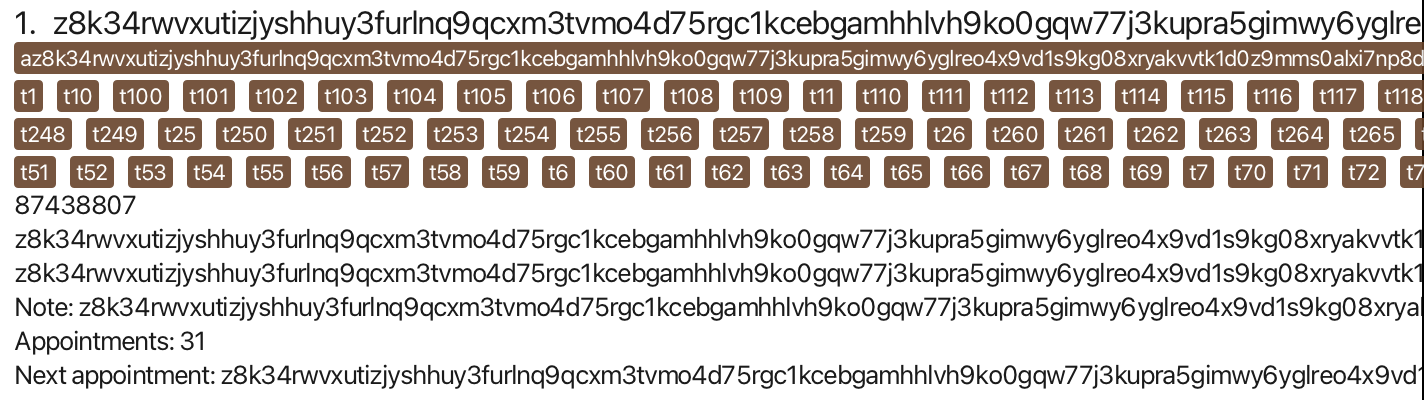 1. z8k34rwvxutizjyshhuy3furlnq9qcxm3tvmo4d75rgc1kcebgamhhlvh9ko0gqw77j3kupra5gimwy6yglre
az8k34rwvxutizjyshhuy3furlnq9qcxm3tvmo4d75rgc1kcebgamhhlvh9ko0gqw77j3kupra5gimwy6yglreo4x9vd1s9kg08xryakvvtk1d0z9mms0alxi7np8d
t1 t10 t100 t101 t102 t103 t104 t105 t106 t107 t108 t109 t11 t110 t111 t112 t113 t114 t115 t116 t117 t118
t248 t249 t25 t250 t251 t252 t253 t254 t255 t256 t257 t258 t259 t26 t260 t261 t262 t263 t264 t265
t51 t52 t53 t54 t55 t56 t57 t58 t59 t6 t60 t61 t62 t63 t64 t65 t66 t67 t68 t69 t7 t70 t71 t72
87438807
z8k34rwvxutizjyshhuy3furlnq9qcxm3tvmo4d75rgc1kcebgamhhlvh9ko0gqw77j3kupra5gimwy6yglreo4x9vd1s9kg08xryakvvtk1
z8k34rwvxutizjyshhuy3furlnq9qcxm3tvmo4d75rgc1kcebgamhhlvh9ko0gqw77j3kupra5gimwy6yglreo4x9vd1s9kg08xryakvvtk1
Note: z8k34rwvxutizjyshhuy3furlnq9qcxm3tvmo4d75rgc1kcebgamhhlvh9ko0gqw77j3kupra5gimwy6yglreo4x9vd1s9kg08xrya
Appointments: 31
Next appointment: z8k34rwvxutizjyshhuy3furlnq9qcxm3tvmo4d75rgc1kcebgamhhlvh9ko0gqw77j3kupra5gimwy6yglreo4x9vd